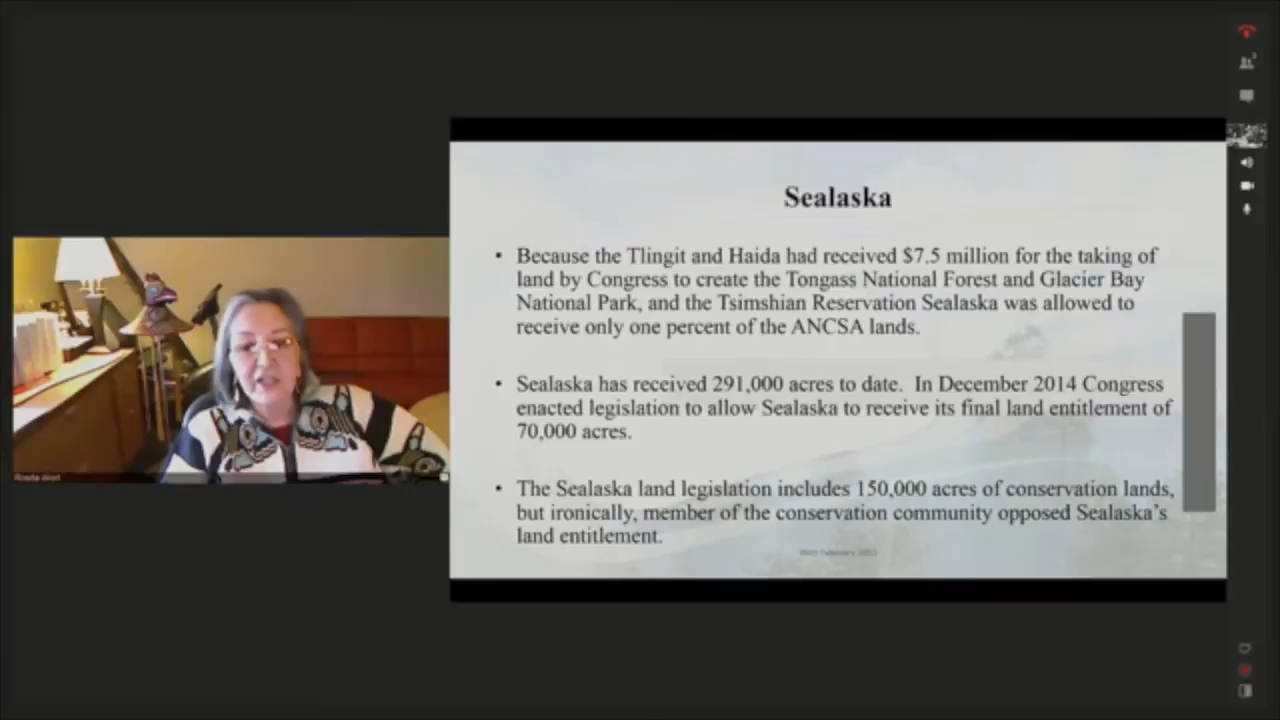 Sealaska
• Because the Tlingit and Haida had received $7.5 million for the taking of
land by Congress to create the Tongass National Forest and Glacier Bay
National Park, and the Tsimshian Reservation Sealaska was allowed to
receive only one percent of the ANCSA lands.
• Sealaska has received 291,000 acres to date. In December 2014 Congress
enacted legislation to allow Sealaska to receive its final land entitlement of
70,000 acres.
• The Sealaska land legislation includes 150,000 acres of conservation lands,
but ironically, member of the conservation community opposed Sealaska’s
land entitlement.